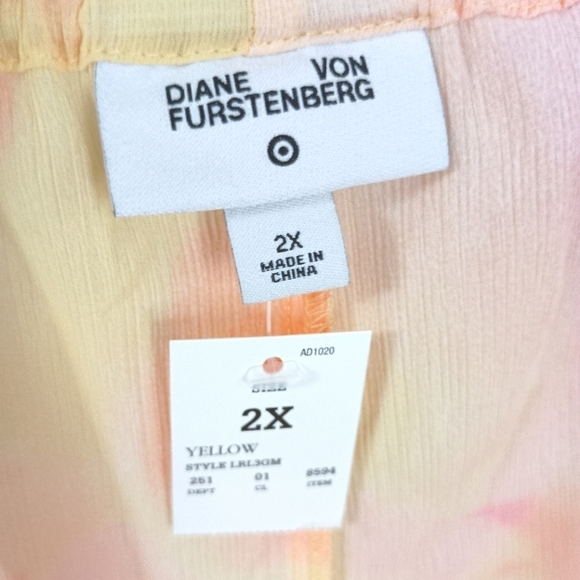 DIANE VON
FURSTENBERG
2X
MADE IN
CHINA
AD1020
SIZE
2X
YELLOW
STYLE LRL3GM
251 01 8594
DEPT CL ITEM